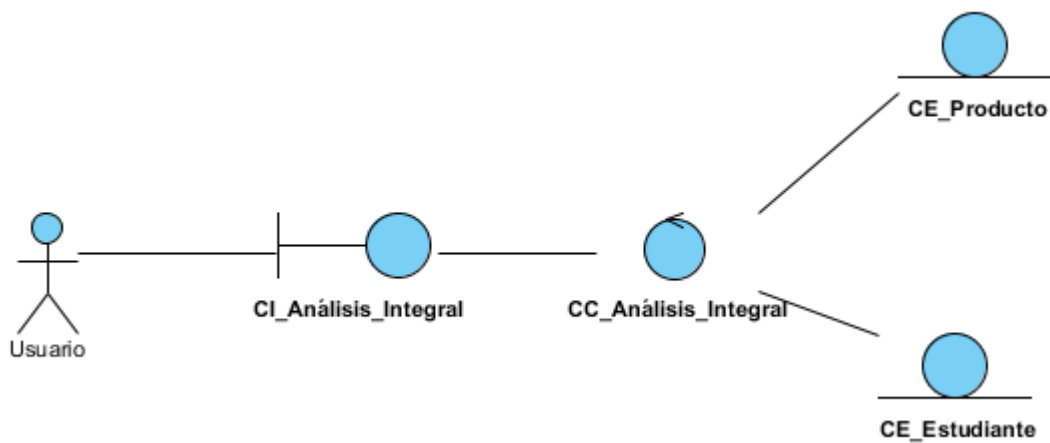 CE_Producto
CI_Análisis_Integral
CC_Análisis_Integral
Usuario
CE_Estudiante